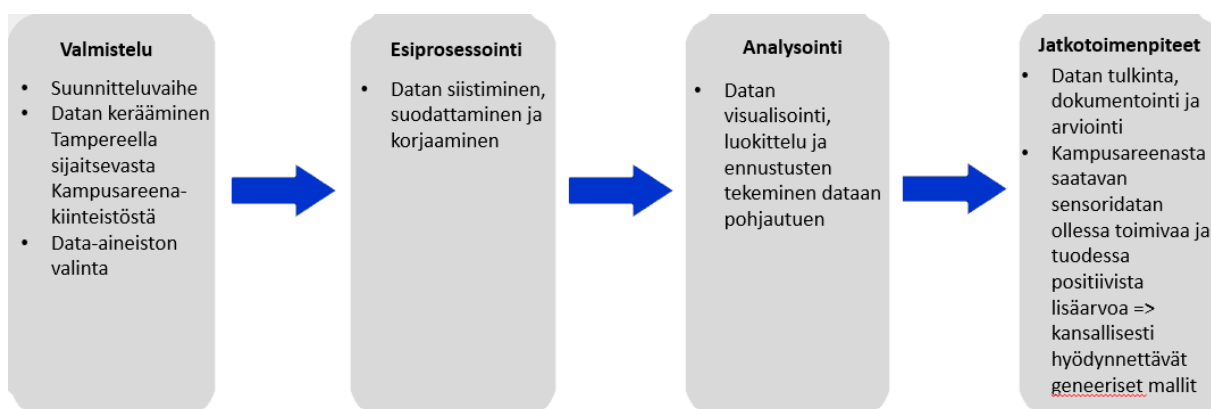 Valmistelu
• Suunnitteluvaihe
• Datan kerääminen
Tampereella
sijaitsevasta
Kampusareena-
kiinteistöstä
• Data-aineiston
valinta
Esiprosessointi
• Datan siistiminen,
suodattaminen ja
korjaaminen
Analysointi
• Datan
visualisointi,
luokittelu ja
ennustusten
tekeminen dataan
pohjautuen
Jatkotoimenpiteet
• Datan tulkinta,
dokumentointi ja
arviointi
• Kampusareenasta
saatavan
sensoridatan
ollessa toimivaa ja
tuodessa
positiivista
lisäarvoa =>
kansallisesti
hyödynnettävät
geneeriset mallit